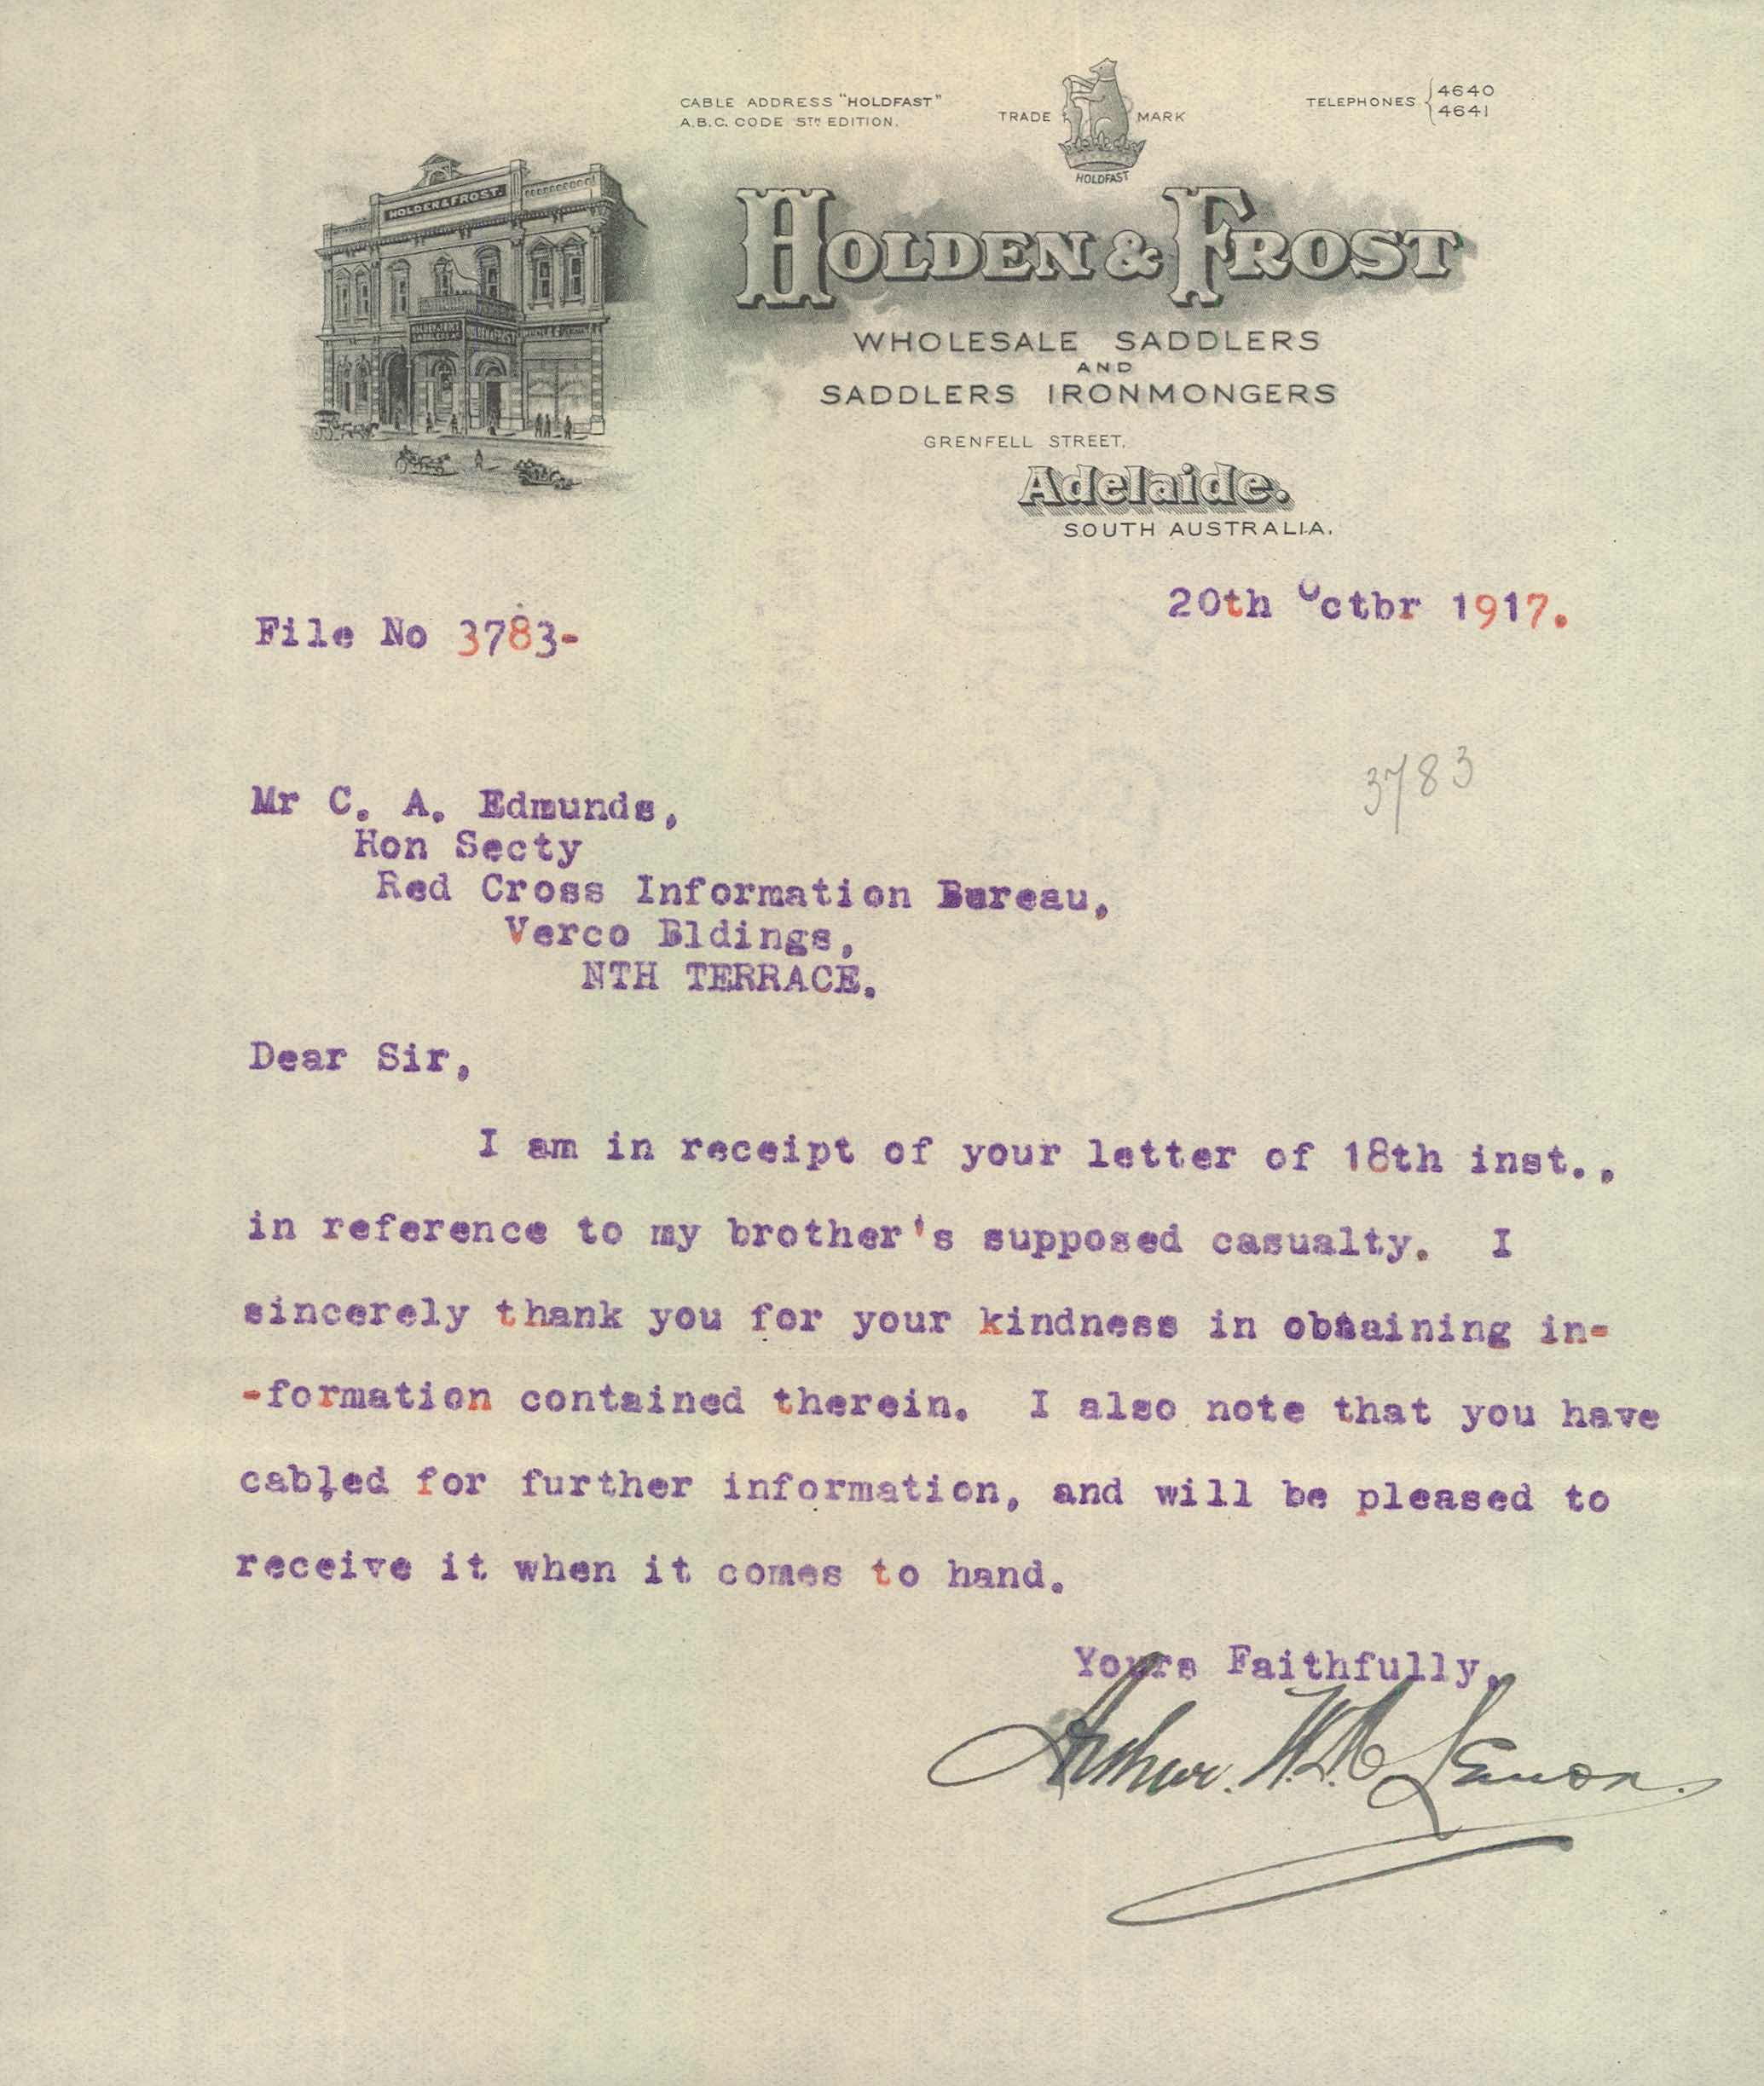 CABLE ADDRESS "HOLDFAST"
A.B.C. CODE 5TH EDITION.
TRADE MARK
HOLDFAST
TELEPHONES 4640
4641
HOLDEN & FROST.
HOLDEN & FROST
WHOLESALE SADDLERS
AND
SADDLERS IRONMONGERS
GRENFELL STREET.
Adelaide.
SOUTH AUSTRALIA.
20th Octbr 1917.
File No 3783-
3783
Mr C. A. Edmunds,
Hon Secty
Red Cross Information Bureau,
Verco Bldings,
NTH TERRACE.
Dear Sir,
I am in receipt of your letter of 18th inst.,
in reference to my brother's supposed casualty. I
sincerely thank you for your kindness in obtaining in-
-formation contained therein. I also note that you have
cabled for further information, and will be pleased to
receive it when it comes to hand.
Yours Faithfully,
Arthur.